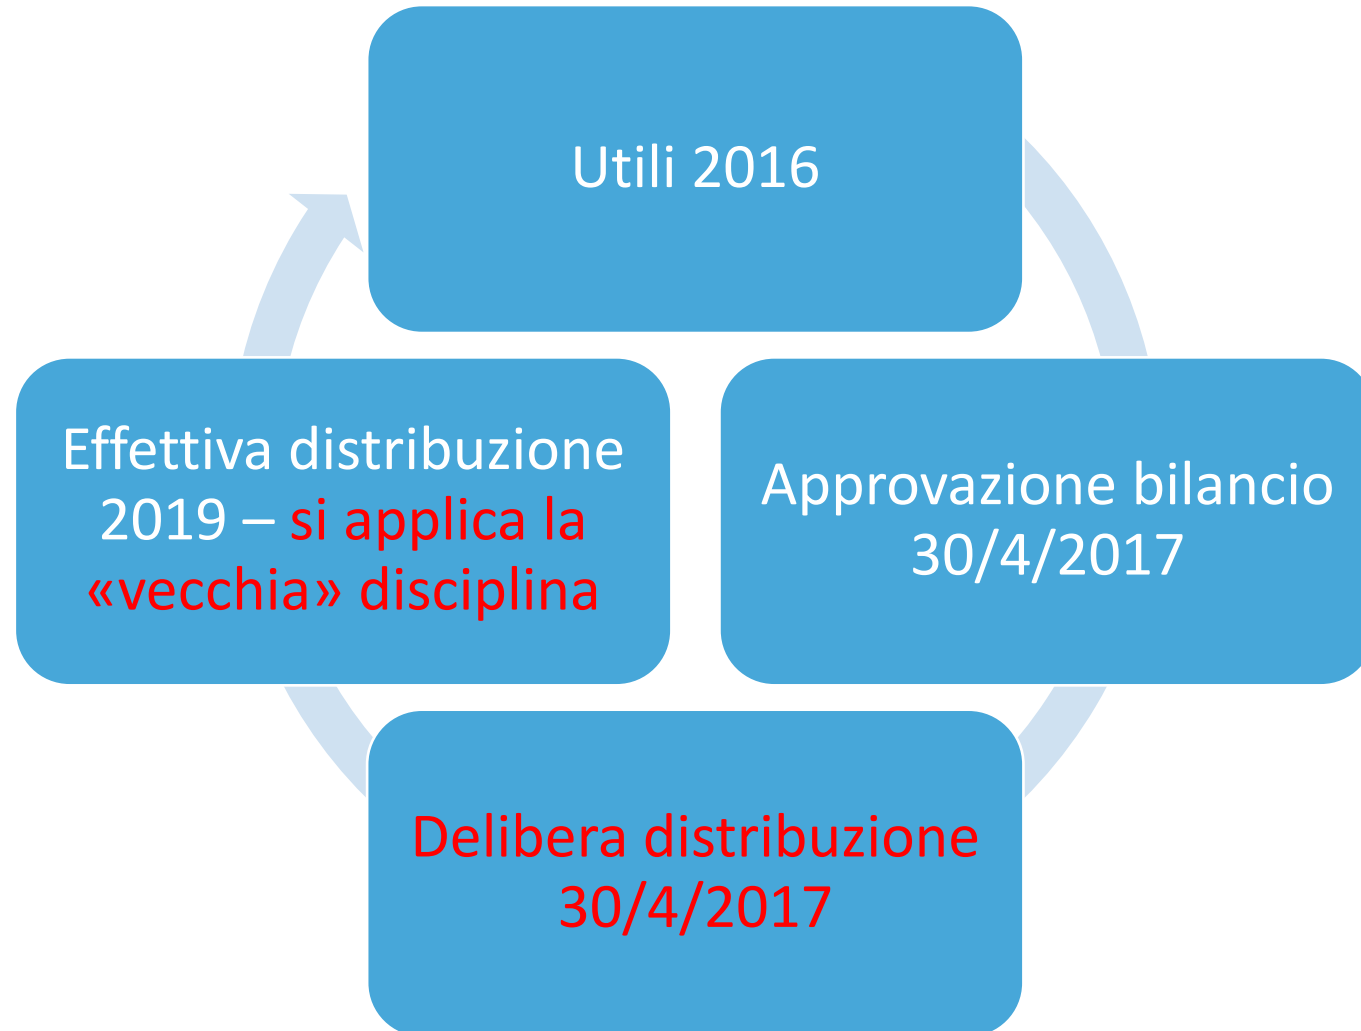 Utili 2016
Approvazione bilancio
30/4/2017
Delibera distribuzione
30/4/2017
Effettiva distribuzione
2019 – si applica la
«vecchia» disciplina